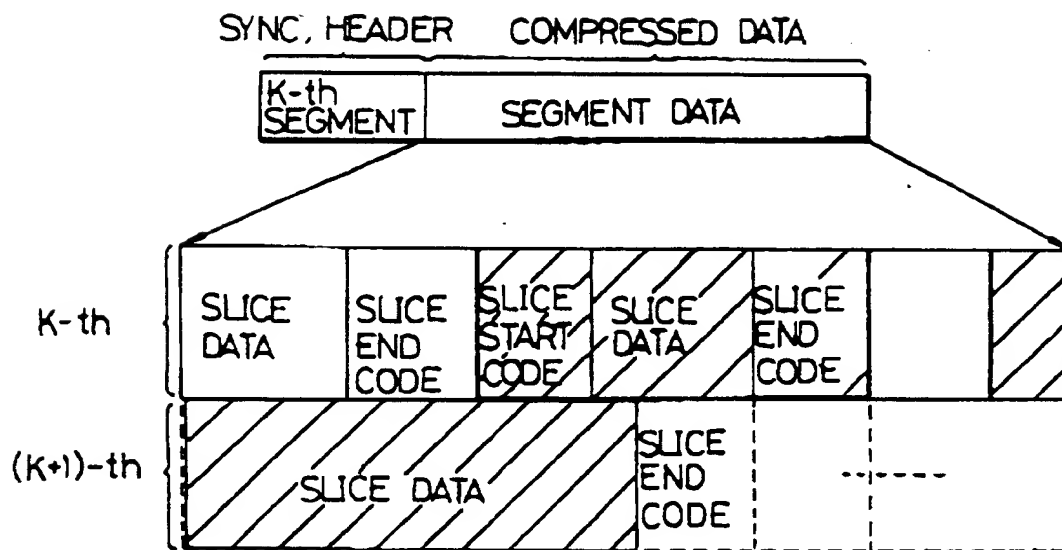 SYNC, HEADER COMPRESSED DATA
K-th
SEGMENT
SEGMENT DATA
K-th
SLICE
DATA
SLICE
END
CODE
SLICE
START
CODE
SLICE
DATA
SLICE
END
CODE
(K+1)-th
SLICE DATA
SLICE
END
CODE